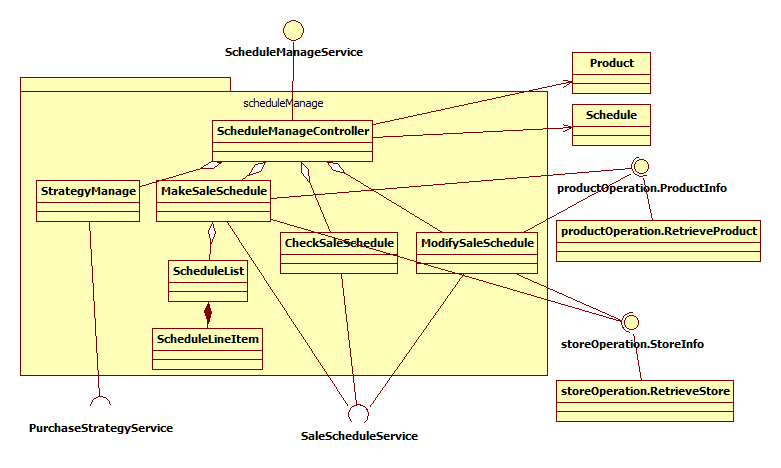 ScheduleManageService
Product
scheduleManage
Schedule
ScheduleManageController
StrategyManage
MakeSaleSchedule
productOperation.ProductInfo
productOperation.RetrieveProduct
CheckSaleSchedule
ModifySaleSchedule
ScheduleList
ScheduleLineItem
storeOperation.StoreInfo
storeOperation.RetrieveStore
PurchaseStrategyService
SaleScheduleService